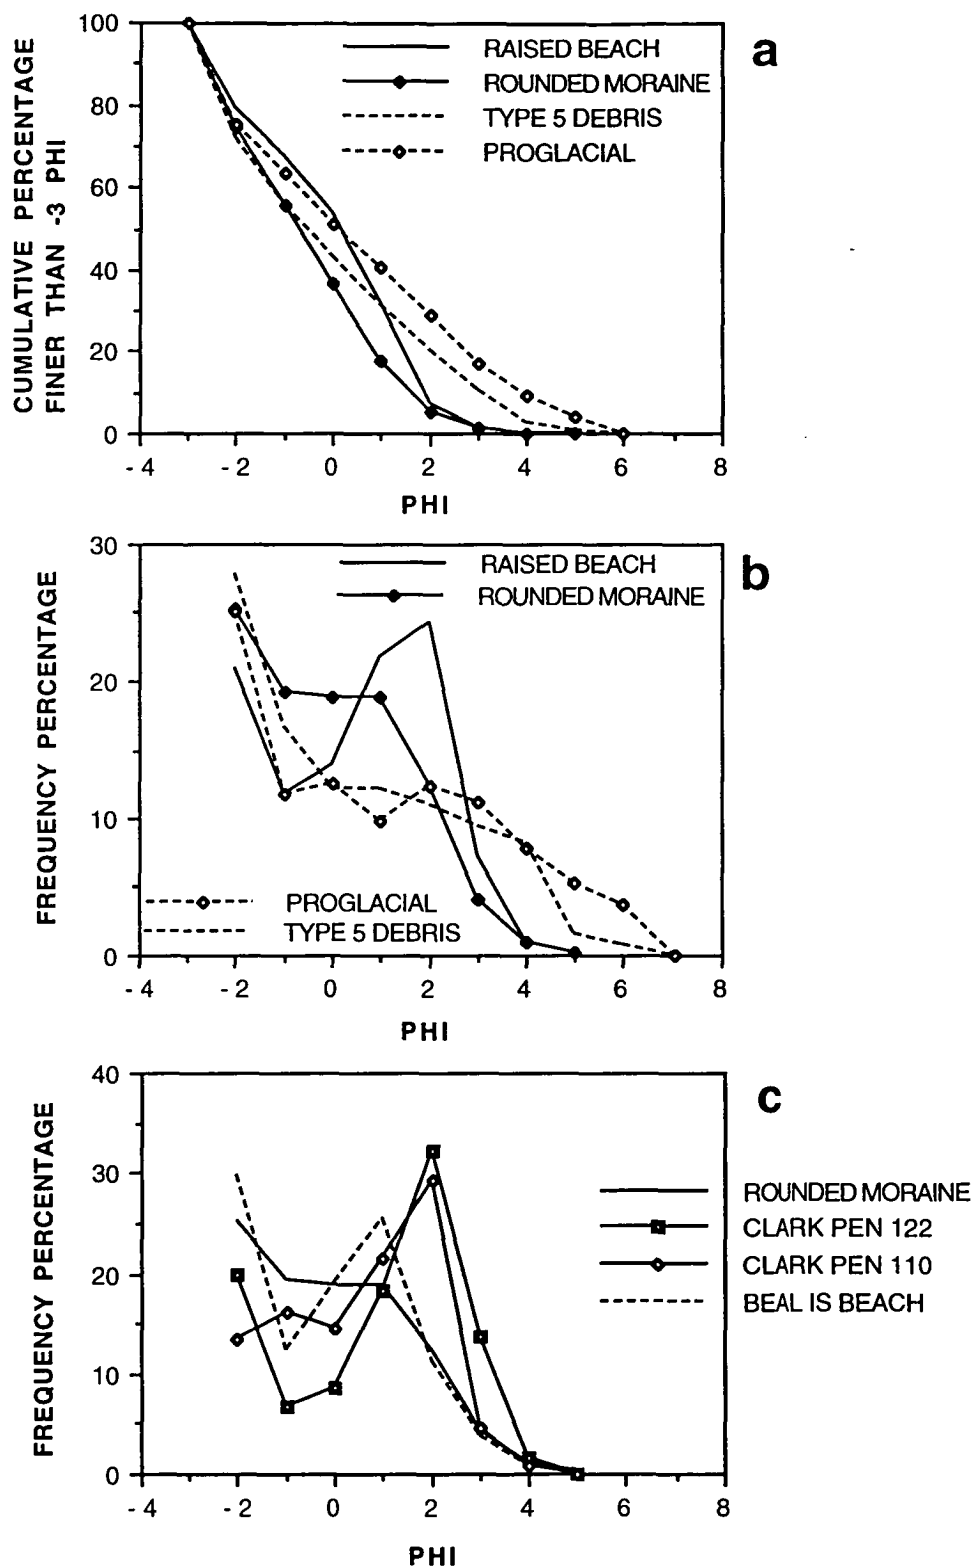 a
CUMULATIVE PERCENTAGE
FINER THAN -3 PHI
100
80
60
40
20
0
RAISED BEACH
ROUNDED MORAINE
TYPE 5 DEBRIS
PROGLACIAL
-4 -2 0 2 4 6 8
PHI
b
FREQUENCY PERCENTAGE
30
20
10
0
RAISED BEACH
ROUNDED MORAINE
PROGLACIAL
TYPE 5 DEBRIS
-4 -2 0 2 4 6 8
PHI
c
FREQUENCY PERCENTAGE
40
30
20
10
0
ROUNDED MORAINE
CLARK PEN 122
CLARK PEN 110
BEAL IS BEACH
-4 -2 0 2 4 6 8
PHI